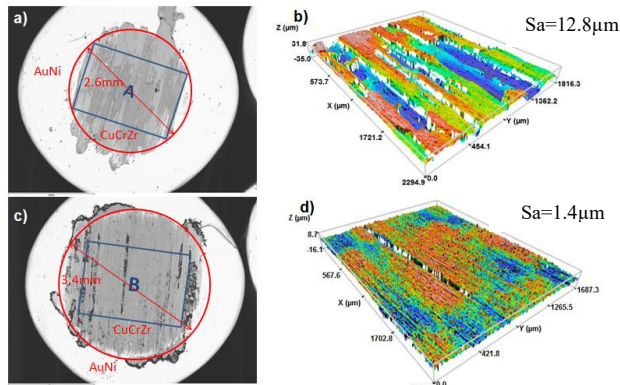 a)
AuNi
2.6mm
A
CuCrZr
b)
Sa=12.8µm
Z (µm)
31.8
-35.0
573.7
X (µm)
1721.2
2294.9
0.0
454.1
Y (µm)
1362.2
1816.3
c)
3.4mm
B
CuCrZr
AuNi
d)
Sa=1.4µm
Z (µm)
8.7
-16.1
567.6
X (µm)
1702.8
0.0
421.8
Y (µm)
1265.5
1687.3